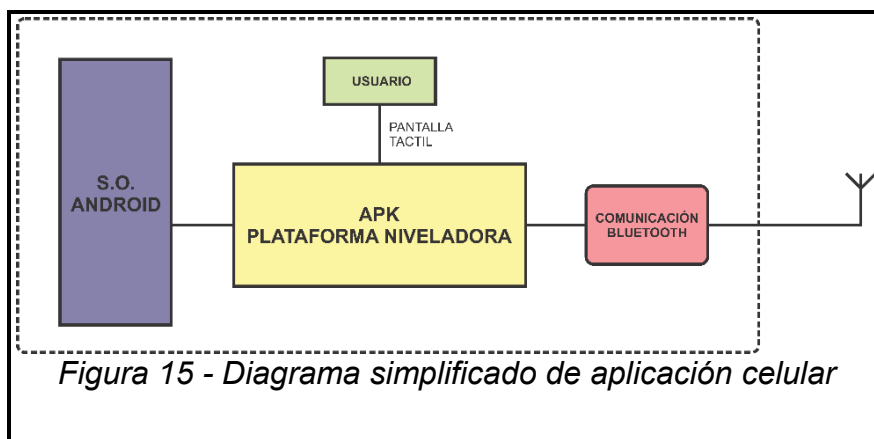 USUARIO
PANTALLA
TACTIL
S.O.
ANDROID
APK
PLATAFORMA NIVELADORA
COMUNICACIÓN
BLUETOOTH
Figura 15 - Diagrama simplificado de aplicación celular